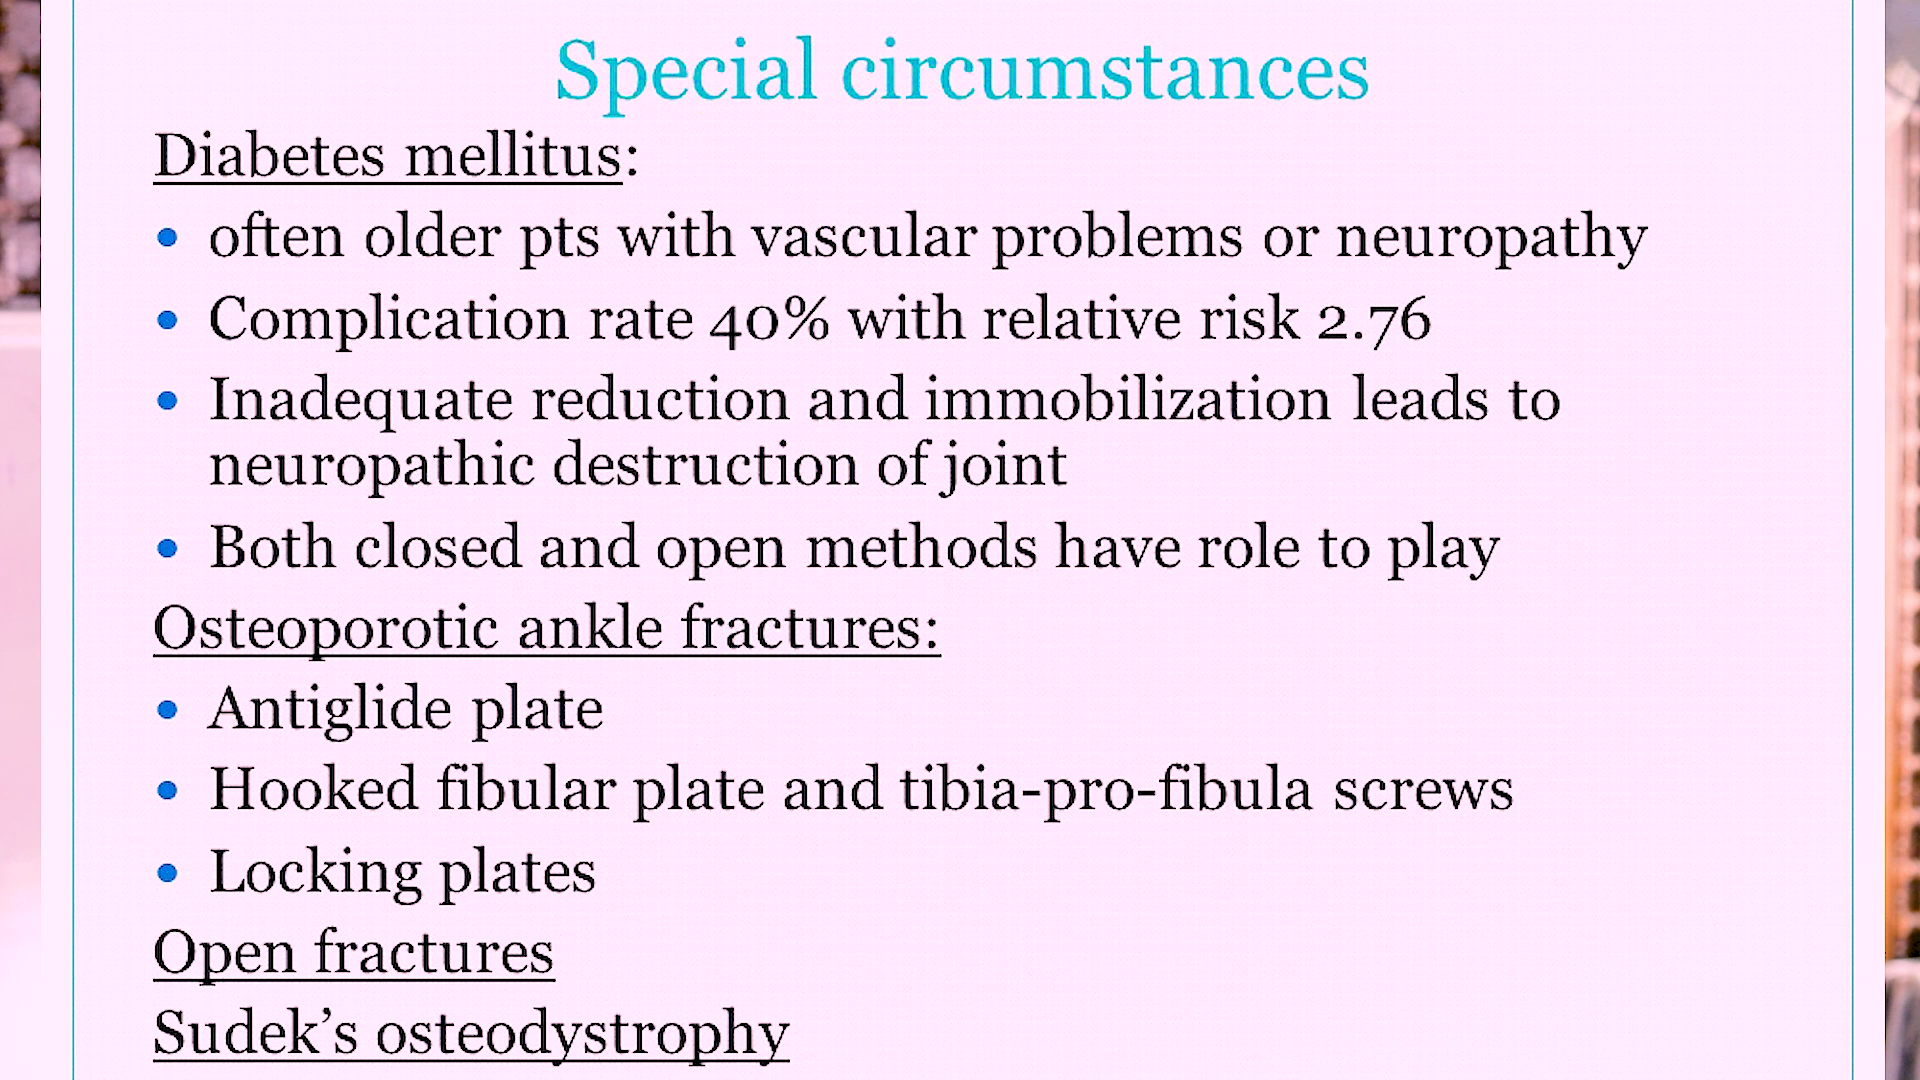 Special circumstances
Diabetes mellitus:
• often older pts with vascular problems or neuropathy
• Complication rate 40% with relative risk 2.76
• Inadequate reduction and immobilization leads to
neuropathic destruction of joint
• Both closed and open methods have role to play
Osteoporotic ankle fractures:
• Antiglide plate
• Hooked fibular plate and tibia-pro-fibula screws
• Locking plates
Open fractures
Sudek’s osteodystrophy